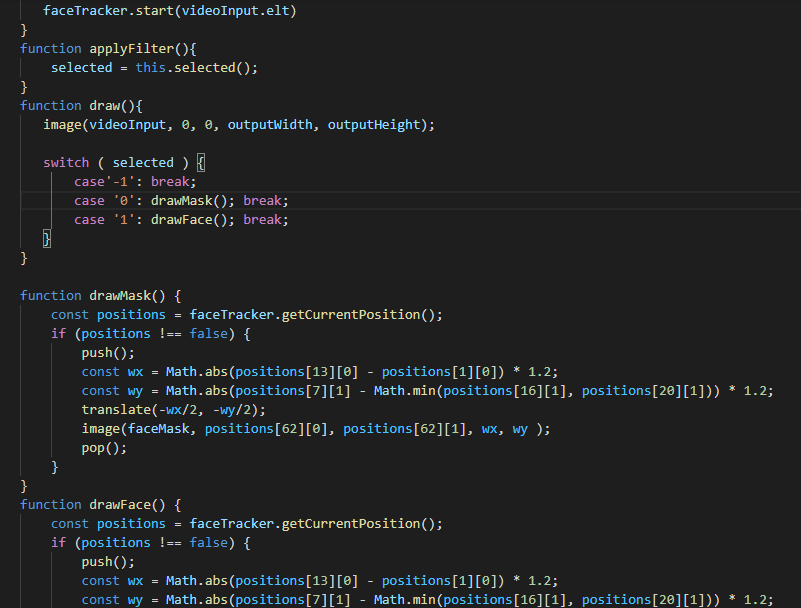 faceTracker.start(videoInput.elt)
}
function applyFilter(){
selected = this.selected();
}
function draw(){
image(videoInput, 0, 0, outputWidth, outputHeight);
switch ( selected ) {
case'-1': break;
case '0': drawMask(); break;
case '1': drawFace(); break;
}
}
function drawMask() {
const positions = faceTracker.getCurrentPosition();
if (positions !== false) {
push();
const wx = Math.abs(positions[13][0] - positions[1][0]) * 1.2;
const wy = Math.abs(positions[7][1] - Math.min(positions[16][1], positions[20][1])) * 1.2;
translate(-wx/2, -wy/2);
image(faceMask, positions[62][0], positions[62][1], wx, wy );
pop();
}
}
function drawFace() {
const positions = faceTracker.getCurrentPosition();
if (positions !== false) {
push();
const wx = Math.abs(positions[13][0] - positions[1][0]) * 1.2;
const wy = Math.abs(positions[7][1] - Math.min(positions[16][1], positions[20][1])) * 1.2;